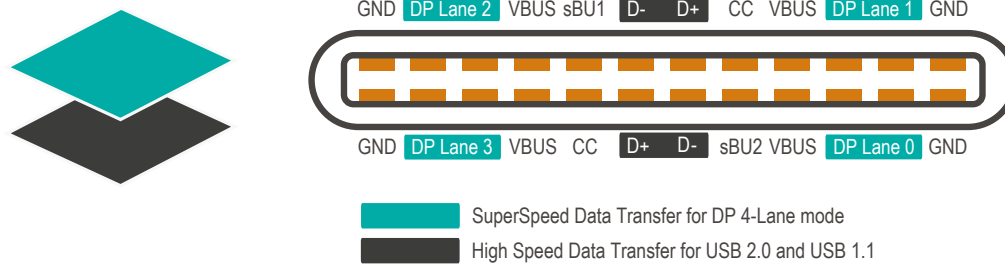 GND DP Lane 2 VBUS sBU1 D- D+ CC VBUS DP Lane 1 GND
GND DP Lane 3 VBUS CC D+ D- sBU2 VBUS DP Lane 0 GND
SuperSpeed Data Transfer for DP 4-Lane mode
High Speed Data Transfer for USB 2.0 and USB 1.1